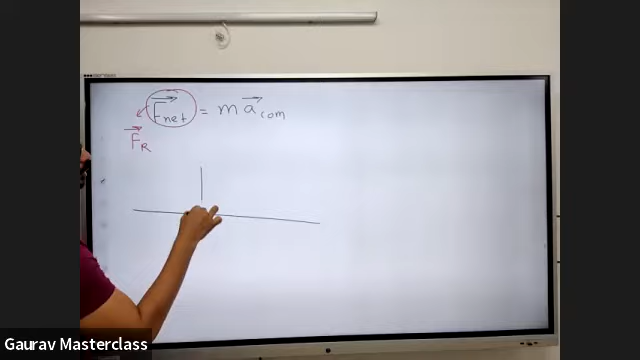 F⃗net = m a⃗com
F⃗R
Gaurav Masterclass